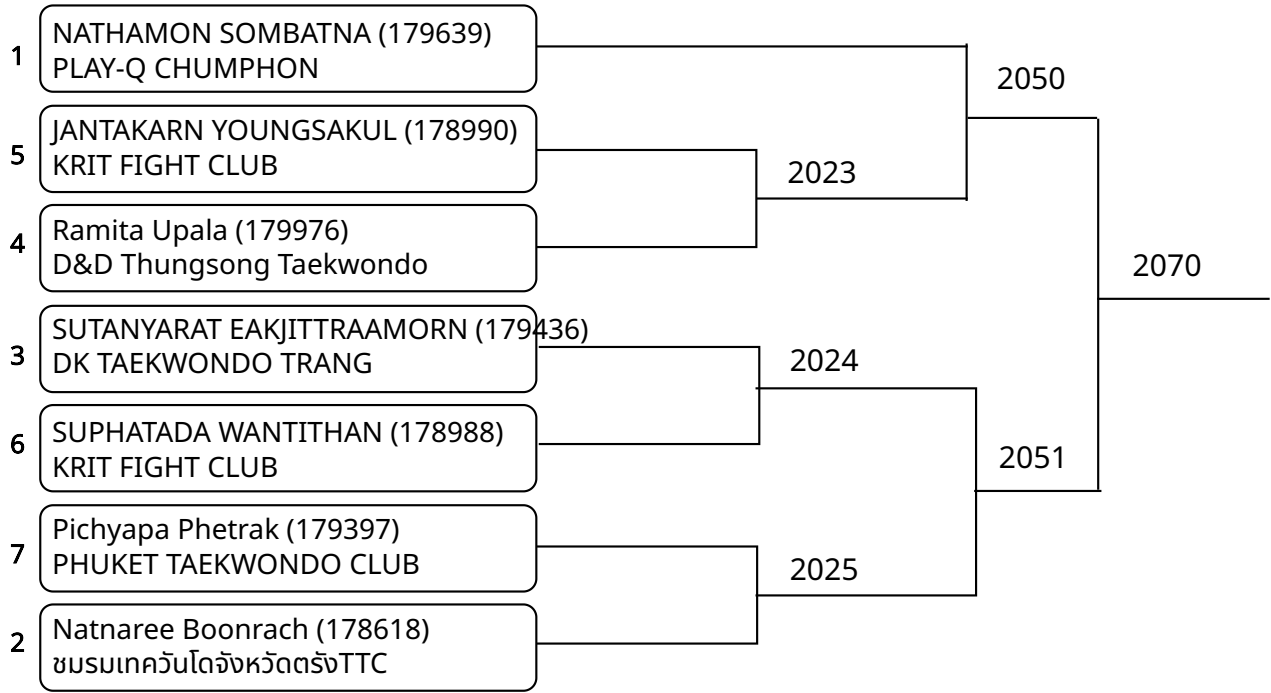 1
NATHAMON SOMBATNA (179639)
PLAY-Q CHUMPHON
2050
5
JANTAKARN YOUNGSAKUL (178990)
KRIT FIGHT CLUB
2023
4
Ramita Upala (179976)
D&D Thungsong Taekwondo
2070
3
SUTANYARAT EAKJITTRAAMORN (179436)
DK TAEKWONDO TRANG
2024
6
SUPHATADA WANTITHAN (178988)
KRIT FIGHT CLUB
2051
7
Pichyapa Phetrak (179397)
PHUKET TAEKWONDO CLUB
2025
2
Natnaree Boonrach (178618)
ชมรมเทควันโดจังหวัดตรังTTC